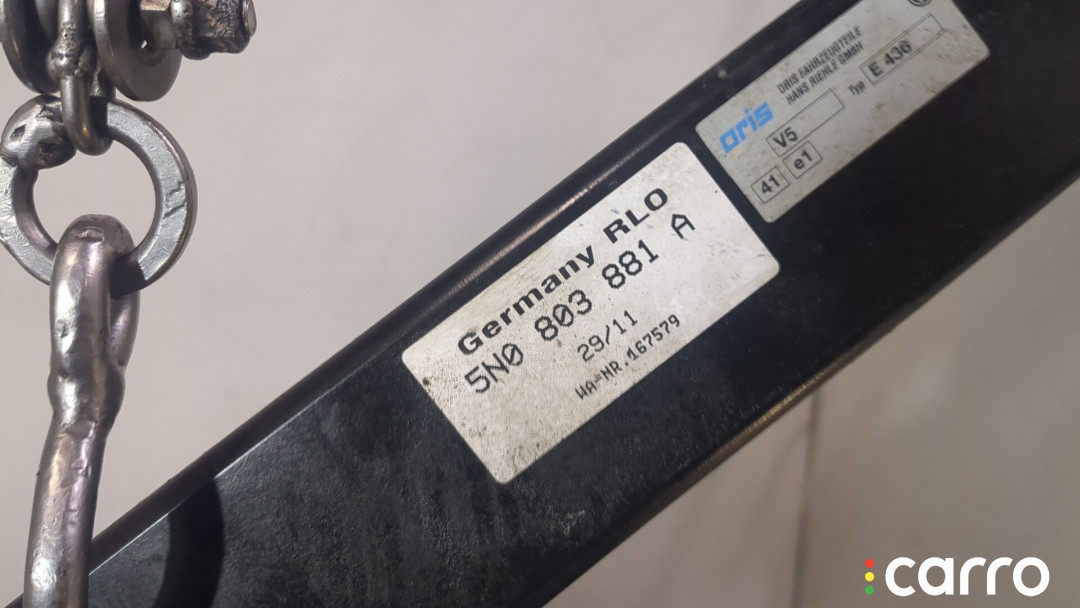 oris
ORIS FAHRZEUGTEILE
HANS RIEHLE GMBH
V5
Typ E 436
41 e1
Germany RLO
5N0 803 881 A
29/11
WA-NR.167579
carro